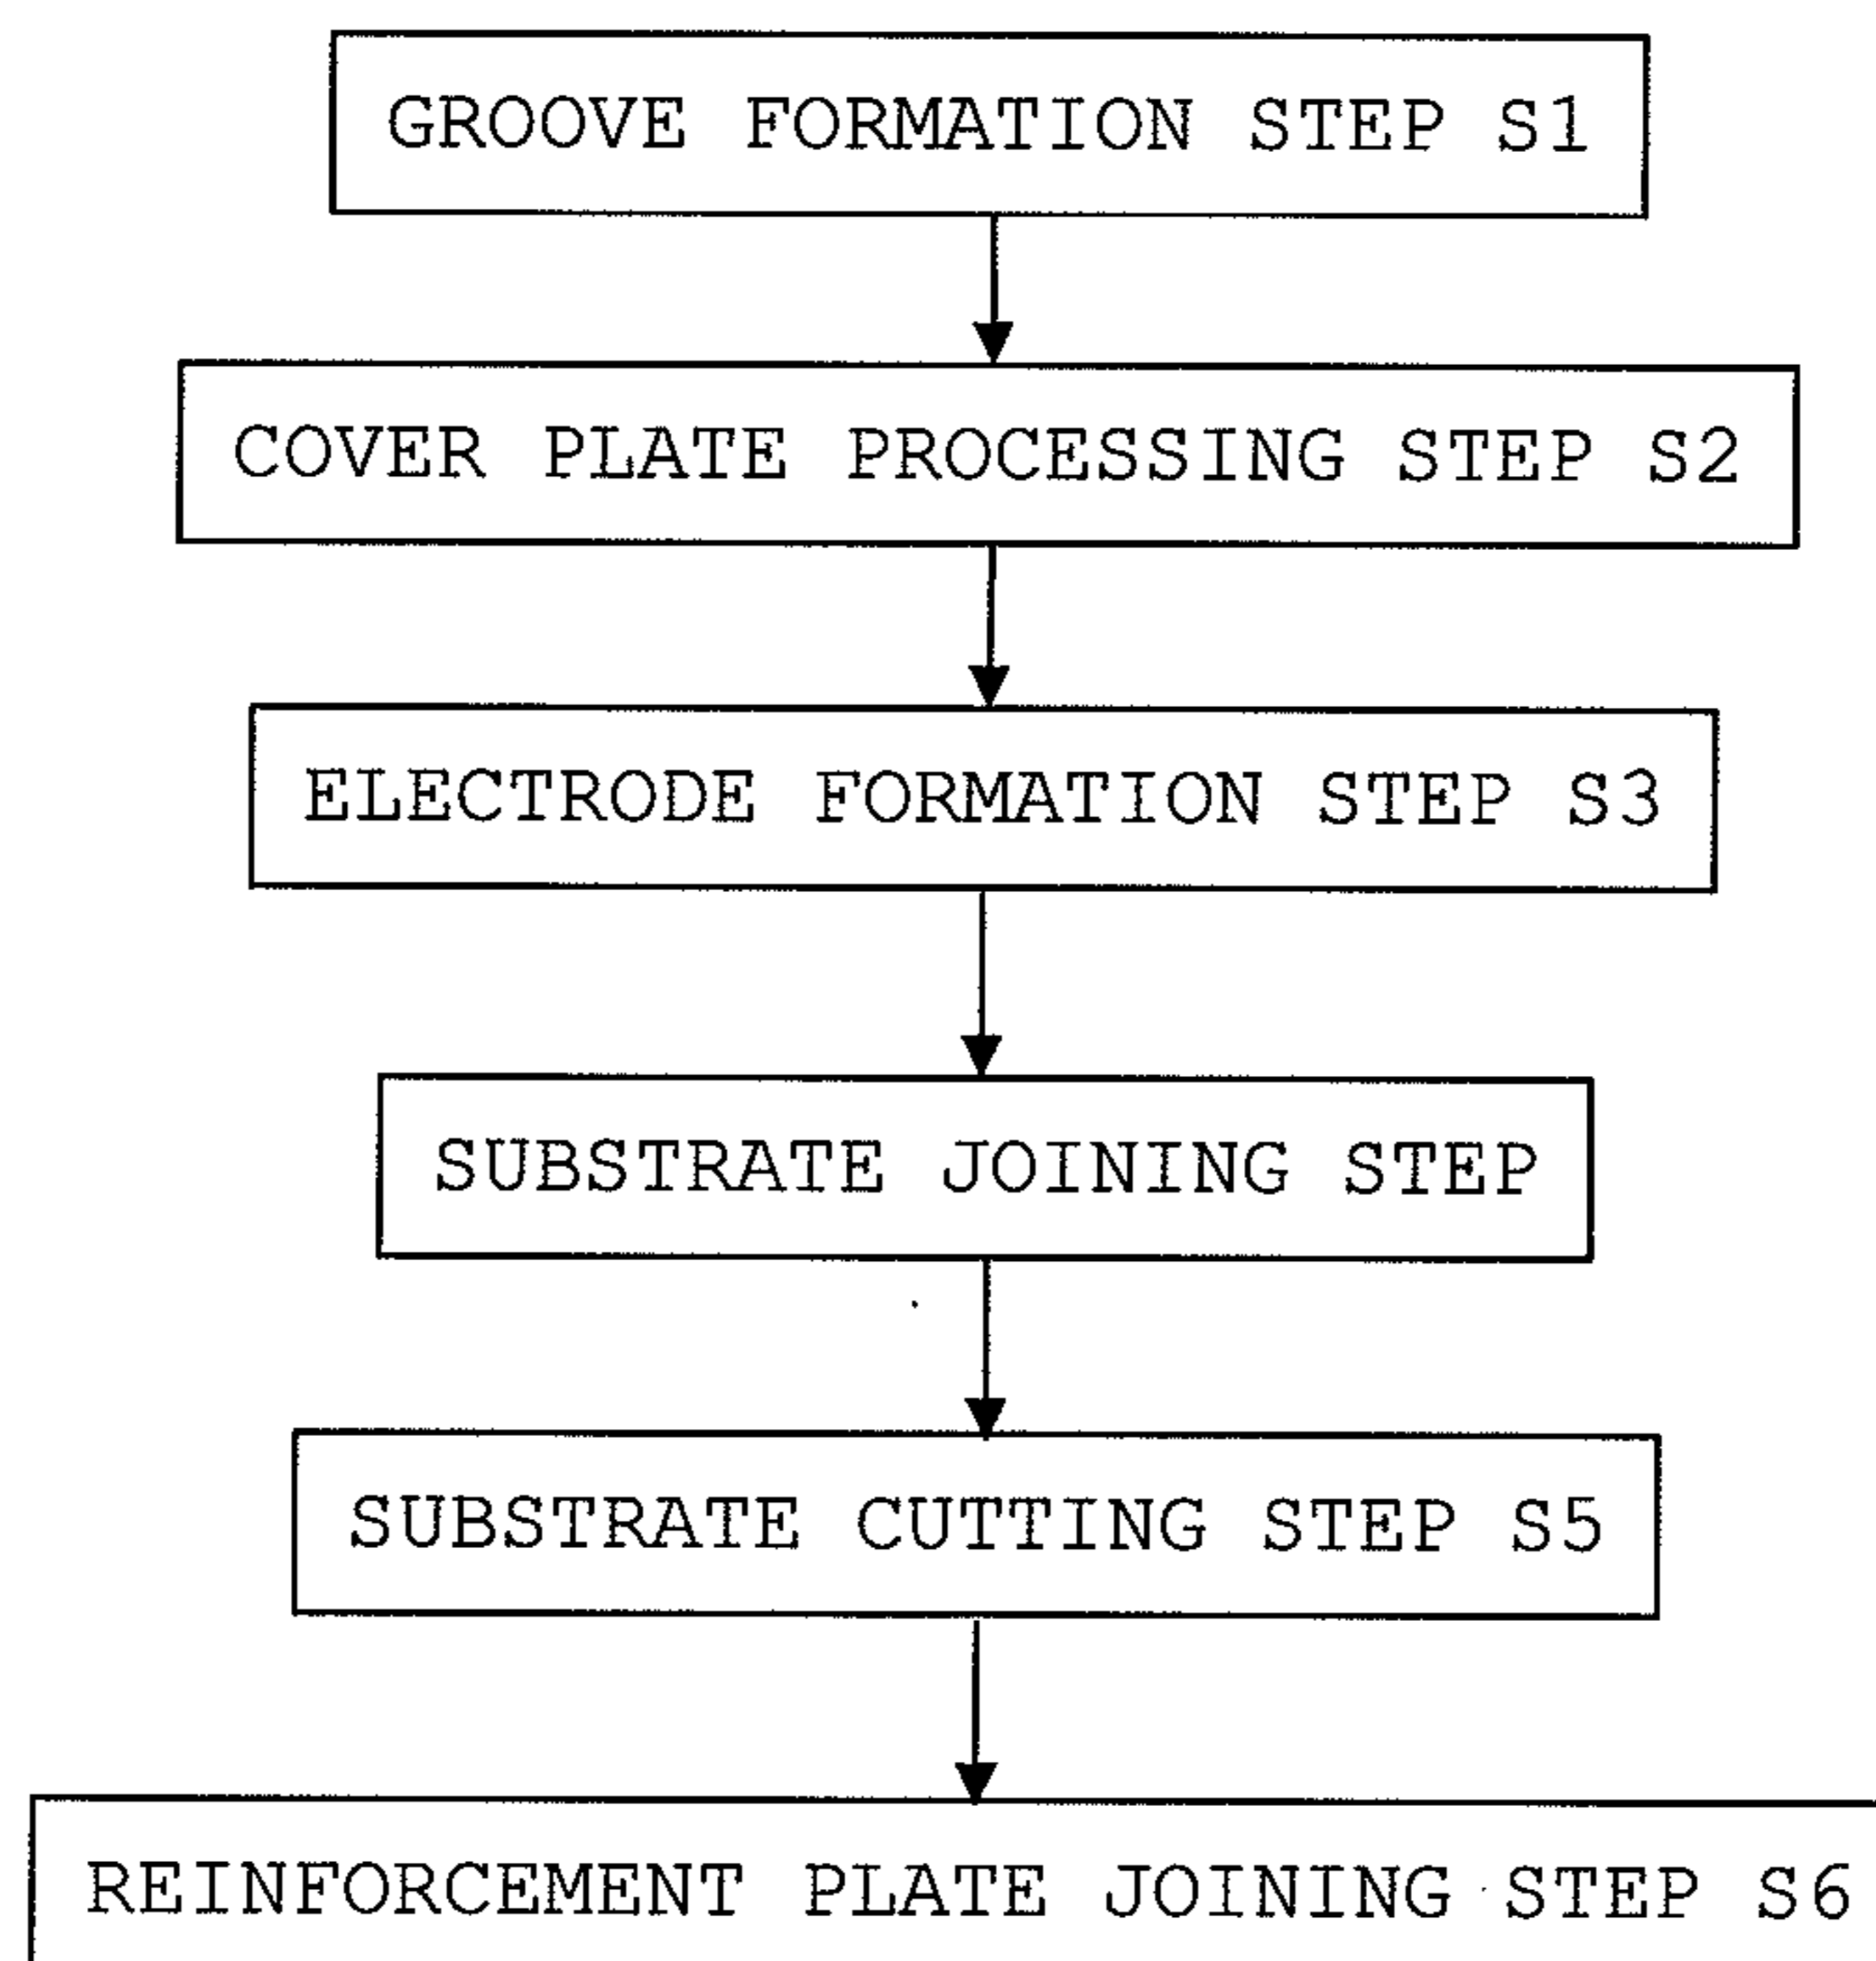 GROOVE FORMATION STEP S1
COVER PLATE PROCESSING STEP S2
ELECTRODE FORMATION STEP S3
SUBSTRATE JOINING STEP
SUBSTRATE CUTTING STEP S5
REINFORCEMENT PLATE JOINING STEP S6